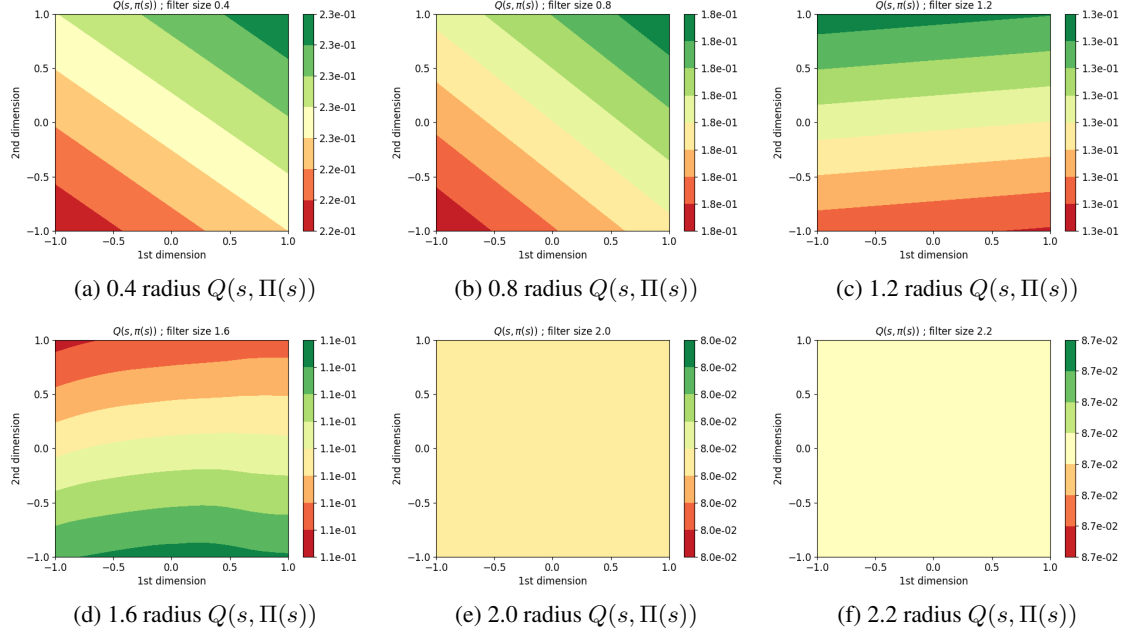 Q(s, π(s)) ; filter size 0.4
1.0
0.5
0.0
−0.5
−1.0
2nd dimension
−1.0 −0.5 0.0 0.5 1.0
1st dimension
2.3e-01
2.3e-01
2.3e-01
2.3e-01
2.2e-01
2.2e-01
2.2e-01
(a) 0.4 radius Q(s, Π(s))
Q(s, π(s)) ; filter size 0.8
1.0
0.5
0.0
−0.5
−1.0
2nd dimension
−1.0 −0.5 0.0 0.5 1.0
1st dimension
1.8e-01
1.8e-01
1.8e-01
1.8e-01
1.8e-01
1.8e-01
1.8e-01
1.8e-01
(b) 0.8 radius Q(s, Π(s))
Q(s, π(s)) ; filter size 1.2
1.0
0.5
0.0
−0.5
−1.0
2nd dimension
−1.0 −0.5 0.0 0.5 1.0
1st dimension
1.3e-01
1.3e-01
1.3e-01
1.3e-01
1.3e-01
1.3e-01
1.3e-01
1.3e-01
(c) 1.2 radius Q(s, Π(s))
Q(s, π(s)) ; filter size 1.6
1.0
0.5
0.0
−0.5
−1.0
2nd dimension
−1.0 −0.5 0.0 0.5 1.0
1st dimension
1.1e-01
1.1e-01
1.1e-01
1.1e-01
1.1e-01
1.1e-01
1.1e-01
1.1e-01
(d) 1.6 radius Q(s, Π(s))
Q(s, π(s)) ; filter size 2.0
1.0
0.5
0.0
−0.5
−1.0
2nd dimension
−1.0 −0.5 0.0 0.5 1.0
1st dimension
8.0e-02
8.0e-02
8.0e-02
8.0e-02
8.0e-02
8.0e-02
8.0e-02
8.0e-02
(e) 2.0 radius Q(s, Π(s))
Q(s, π(s)) ; filter size 2.2
1.0
0.5
0.0
−0.5
−1.0
2nd dimension
−1.0 −0.5 0.0 0.5 1.0
1st dimension
8.7e-02
8.7e-02
8.7e-02
8.7e-02
8.7e-02
8.7e-02
8.7e-02
(f) 2.2 radius Q(s, Π(s))